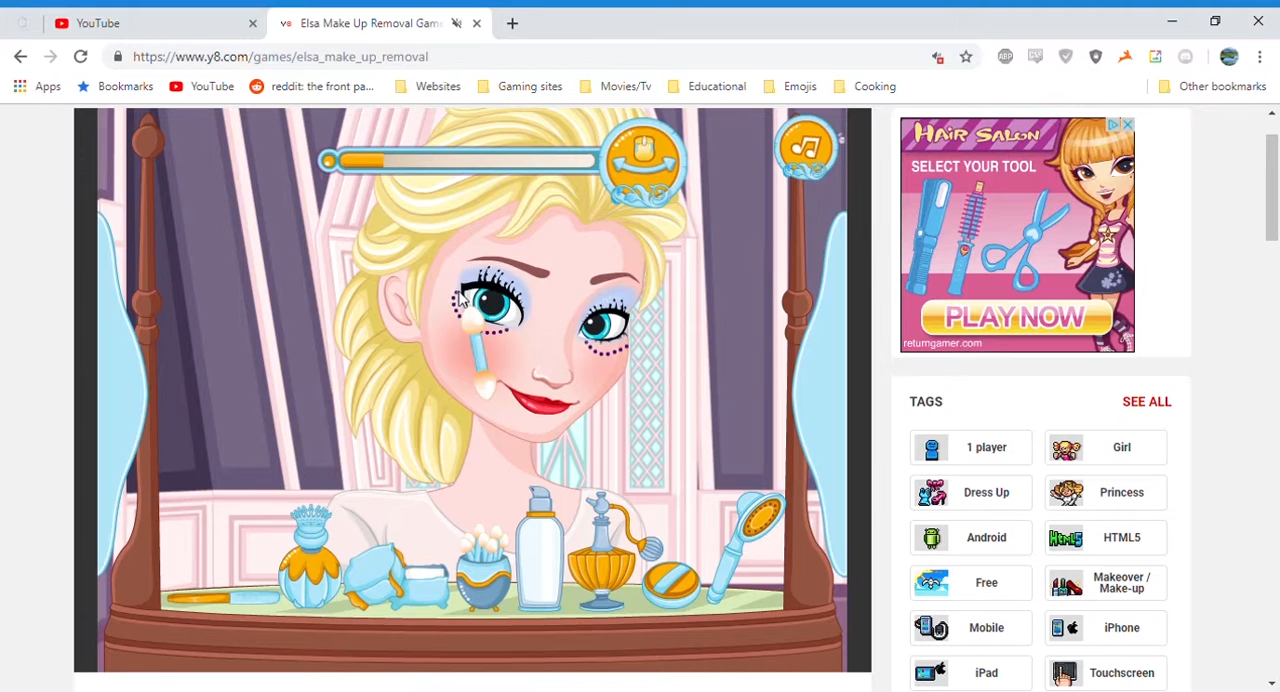 YouTube
Elsa Make Up Removal Gam
https://www.y8.com/games/elsa_make_up_removal
Apps
Bookmarks
YouTube
reddit: the front pa...
Websites
Gaming sites
Movies/Tv
Educational
Emojis
Cooking
Other bookmarks
HAIR SALON
SELECT YOUR TOOL
PLAY NOW
returngamer.com
TAGS
SEE ALL
1 player
Girl
Dress Up
Princess
Android
HTML5
Free
Makeover /
Make-up
Mobile
iPhone
iPad
Touchscreen